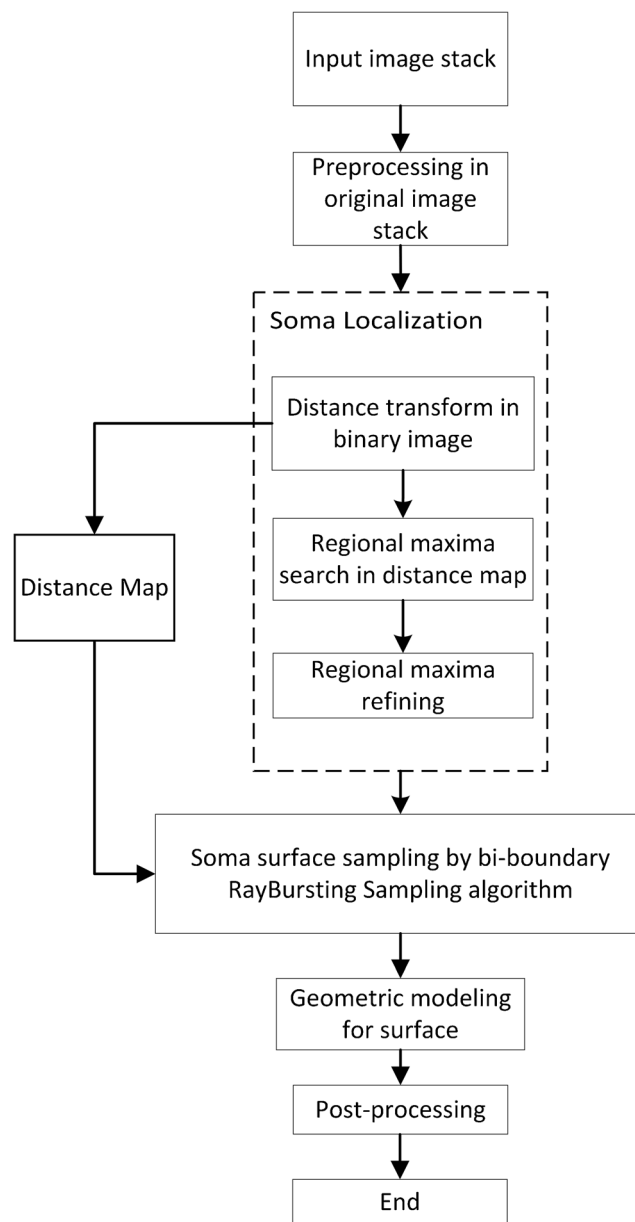 Input image stack
Preprocessing in
original image
stack
Soma Localization
Distance transform in
binary image
Regional maxima
search in distance map
Distance Map
Regional maxima
refining
Soma surface sampling by bi-boundary
RayBursting Sampling algorithm
Geometric modeling
for surface
Post-processing
End